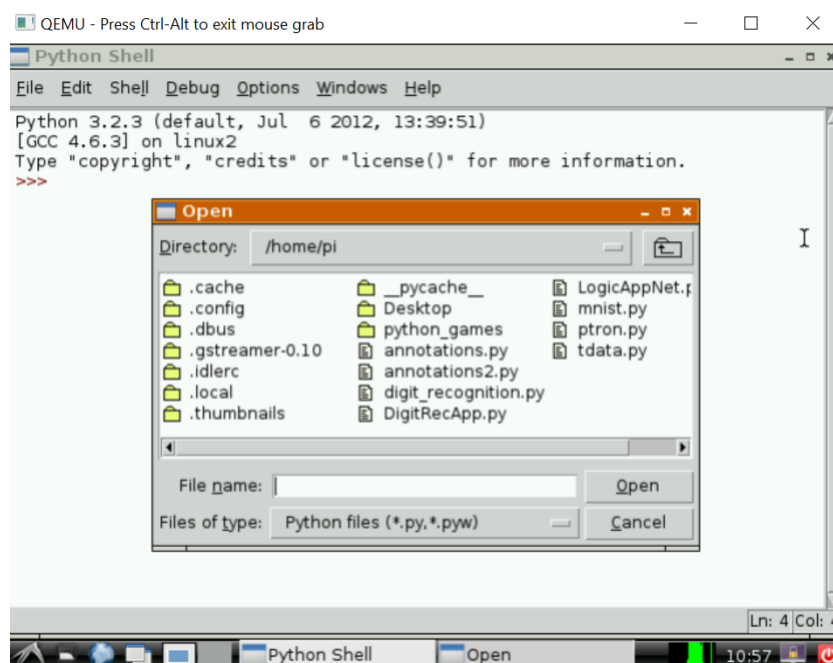 QEMU - Press Ctrl-Alt to exit mouse grab
Python Shell
File Edit Shell Debug Options Windows Help
Python 3.2.3 (default, Jul  6 2012, 13:39:51)
[GCC 4.6.3] on linux2
Type "copyright", "credits" or "license()" for more information.
>>>
Open
Directory: /home/pi
.cache
.config
.dbus
.gstreamer-0.10
.idlerc
.local
.thumbnails
__pycache__
Desktop
python_games
annotations.py
annotations2.py
digit_recognition.py
DigitRecApp.py
LogicAppNet.p
mnist.py
ptron.py
tdata.py
File name: Open
Files of type: Python files (*.py,*.pyw) Cancel
Ln: 4 Col: 4
Python Shell Open 10:57